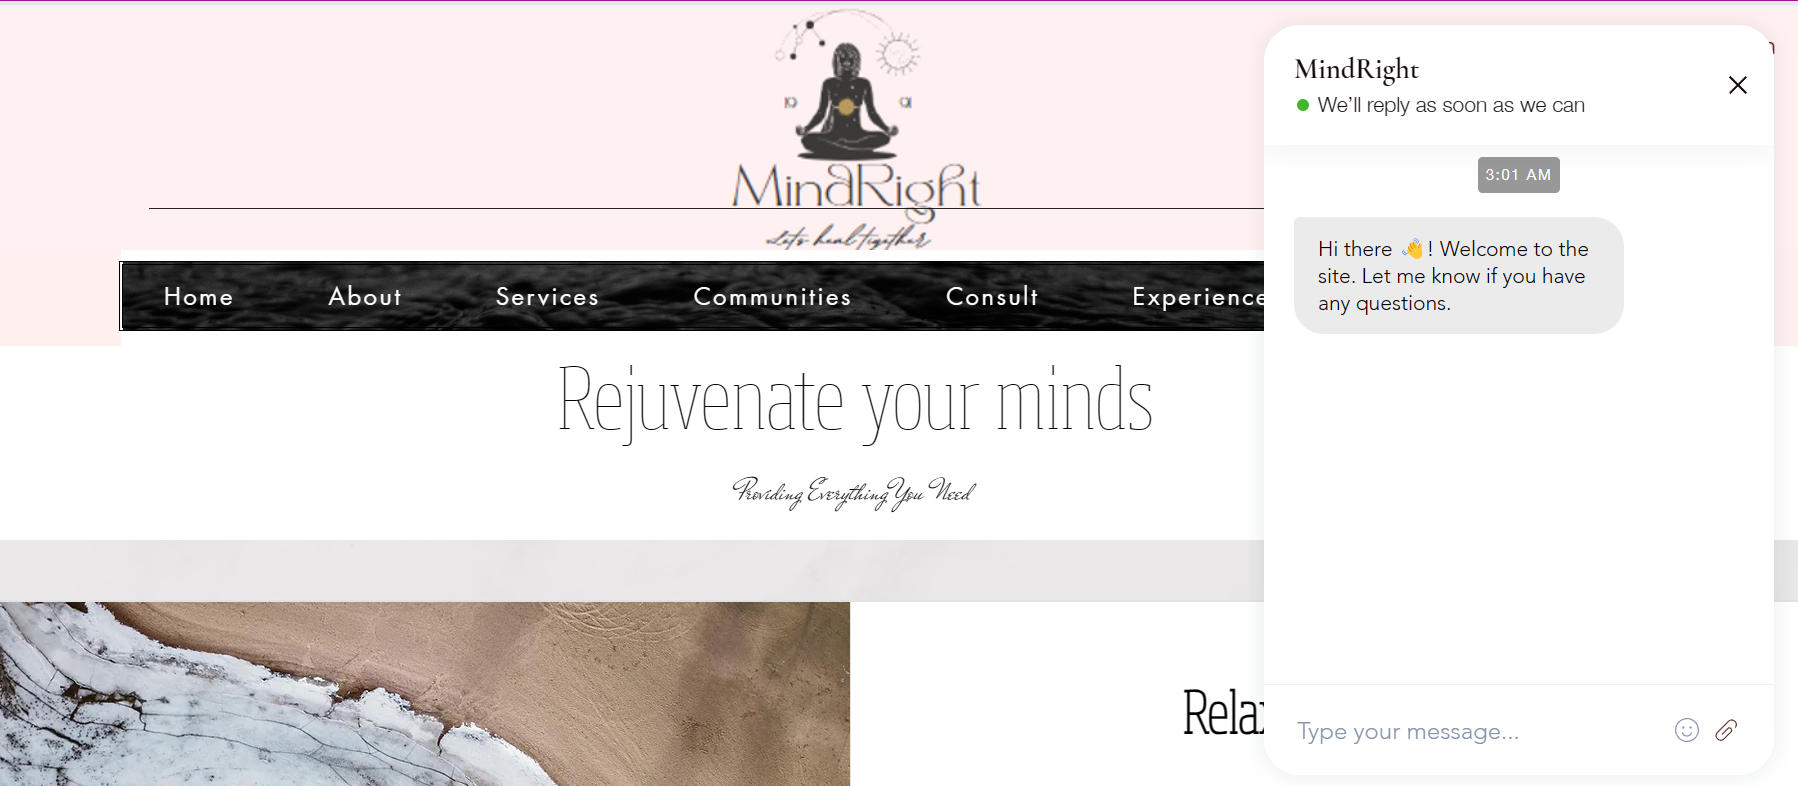 MindRight
Let's heal together
Home About Services Communities Consult Experience
Rejuvenate your minds
Providing Everything You Need
Relax
MindRight
We'll reply as soon as we can
3:01 AM
Hi there 👋! Welcome to the
site. Let me know if you have
any questions.
Type your message...